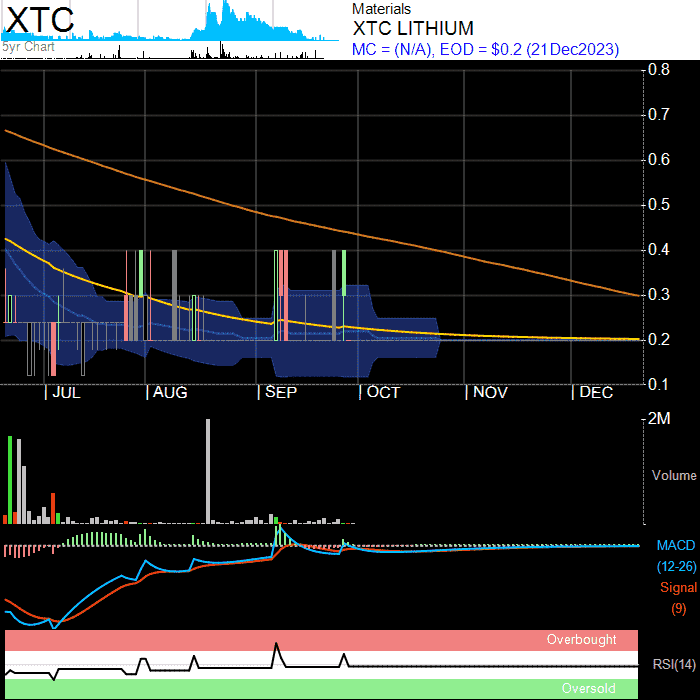 XTC
5yr Chart
Materials
XTC LITHIUM
MC = (N/A), EOD = $0.2 (21Dec2023)
0.8
0.7
0.6
0.5
0.4
0.3
0.2
0.1
JUL AUG SEP OCT NOV DEC
2M
Volume
MACD
(12-26)
Signal
(9)
Overbought
RSI(14)
Oversold